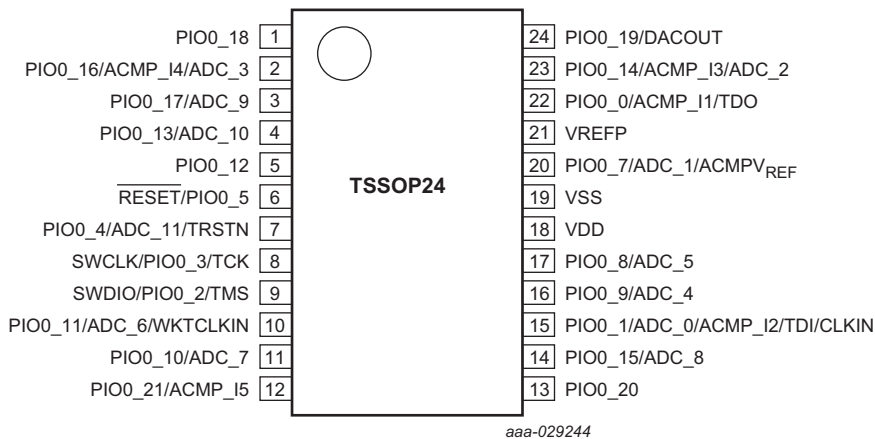 PIO0_18 1
PIO0_16/ACMP_I4/ADC_3 2
PIO0_17/ADC_9 3
PIO0_13/ADC_10 4
PIO0_12 5
RESET/PIO0_5 6
PIO0_4/ADC_11/TRSTN 7
SWCLK/PIO0_3/TCK 8
SWDIO/PIO0_2/TMS 9
PIO0_11/ADC_6/WKTCLKIN 10
PIO0_10/ADC_7 11
PIO0_21/ACMP_I5 12
TSSOP24
24 PIO0_19/DACOUT
23 PIO0_14/ACMP_I3/ADC_2
22 PIO0_0/ACMP_I1/TDO
21 VREFP
20 PIO0_7/ADC_1/ACMPVREF
19 VSS
18 VDD
17 PIO0_8/ADC_5
16 PIO0_9/ADC_4
15 PIO0_1/ADC_0/ACMP_I2/TDI/CLKIN
14 PIO0_15/ADC_8
13 PIO0_20
aaa-029244